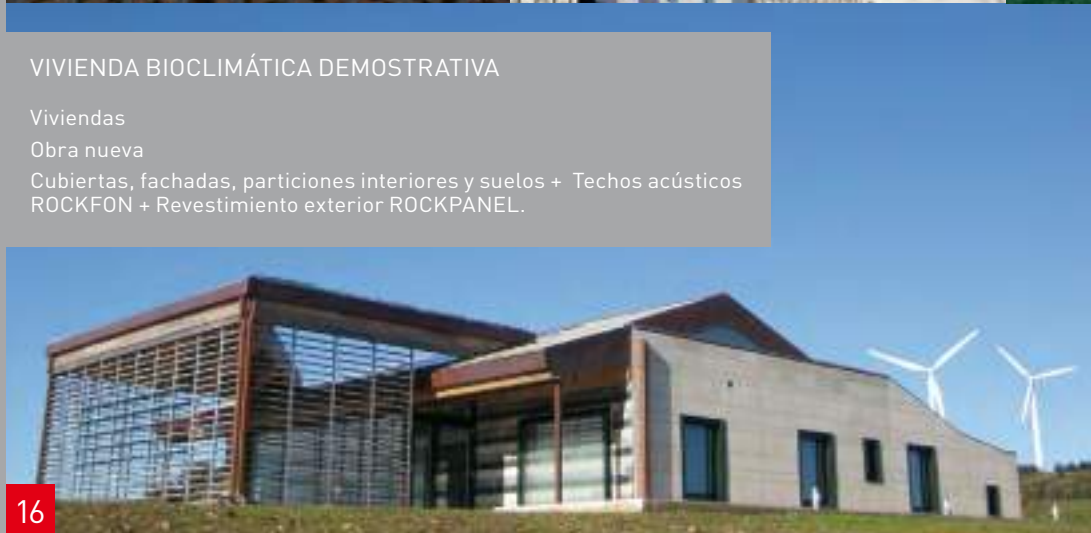 VIVIENDA BIOCLIMÁTICA DEMOSTRATIVA
Viviendas
Obra nueva
Cubiertas, fachadas, particiones interiores y suelos + Techos acústicos
ROCKFON + Revestimiento exterior ROCKPANEL.
16